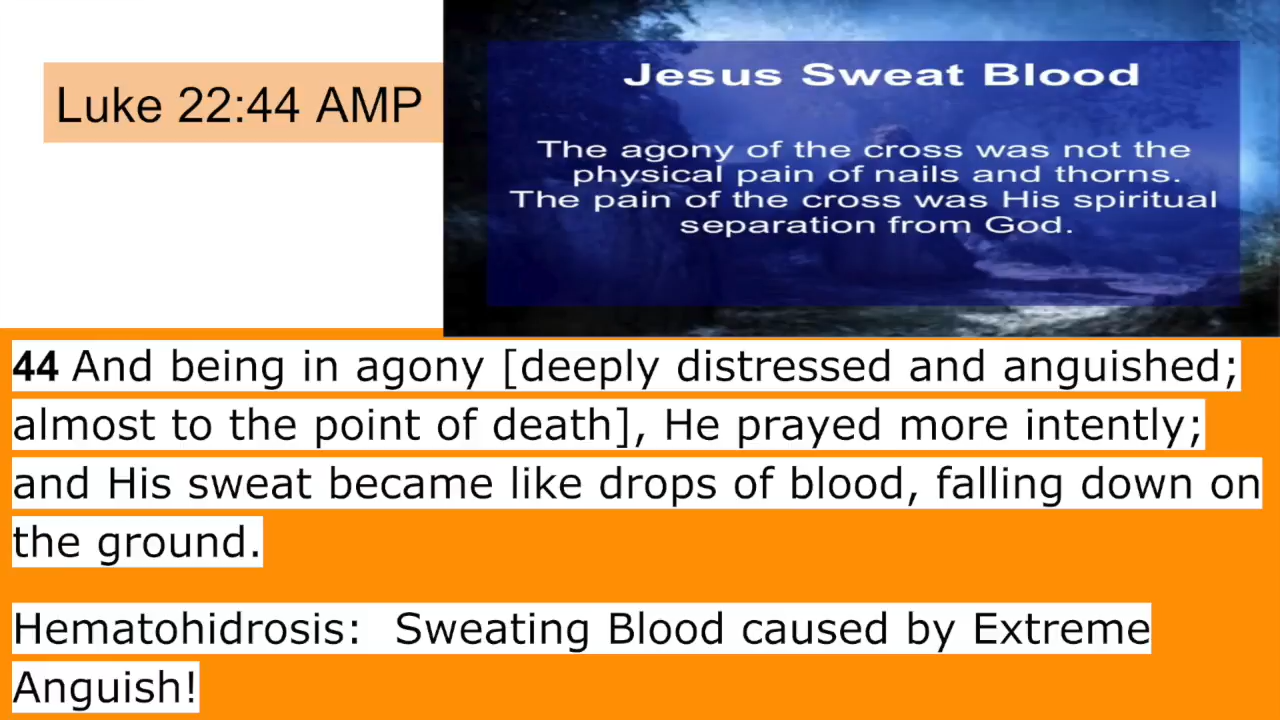 Luke 22:44 AMP
Jesus Sweat Blood
The agony of the cross was not the
physical pain of nails and thorns.
The pain of the cross was His spiritual
separation from God.
44 And being in agony [deeply distressed and anguished;
almost to the point of death], He prayed more intently;
and His sweat became like drops of blood, falling down on
the ground.
Hematohidrosis:  Sweating Blood caused by Extreme
Anguish!